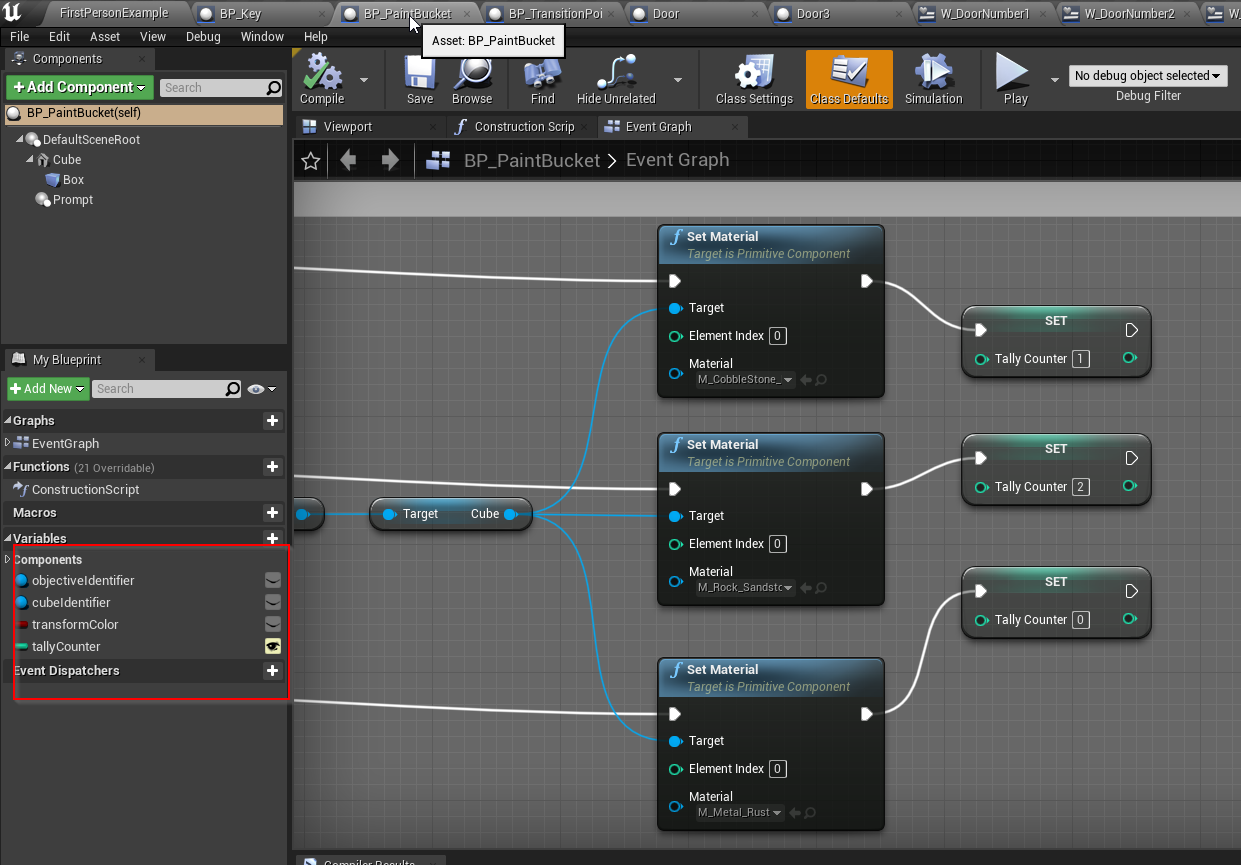 FirstPersonExample
BP_Key
BP_PaintBucket
BP_TransitionPoi
Door
Door3
W_DoorNumber1
W_DoorNumber2
W
File Edit Asset View Debug Window Help
Asset: BP_PaintBucket
Components
+ Add Component
Search
BP_PaintBucket(self)
DefaultSceneRoot
Cube
Box
Prompt
Compile
Save
Browse
Find
Hide Unrelated
Class Settings
Class Defaults
Simulation
Play
No debug object selected
Debug Filter
Viewport
Construction Scrip
Event Graph
BP_PaintBucket > Event Graph
My Blueprint
+ Add New
Search
Graphs
EventGraph
Functions (21 Overridable)
ConstructionScript
Macros
Variables
Components
objectiveIdentifier
cubeIdentifier
transformColor
tallyCounter
Event Dispatchers
Set Material
Target is Primitive Component
Target
Element Index 0
Material
M_CobbleStone_
SET
Tally Counter 1
Set Material
Target is Primitive Component
Target
Element Index 0
Material
M_Rock_Sandstc
SET
Tally Counter 2
Target Cube
Set Material
Target is Primitive Component
Target
Element Index 0
Material
M_Metal_Rust
SET
Tally Counter 0
Compiler Results